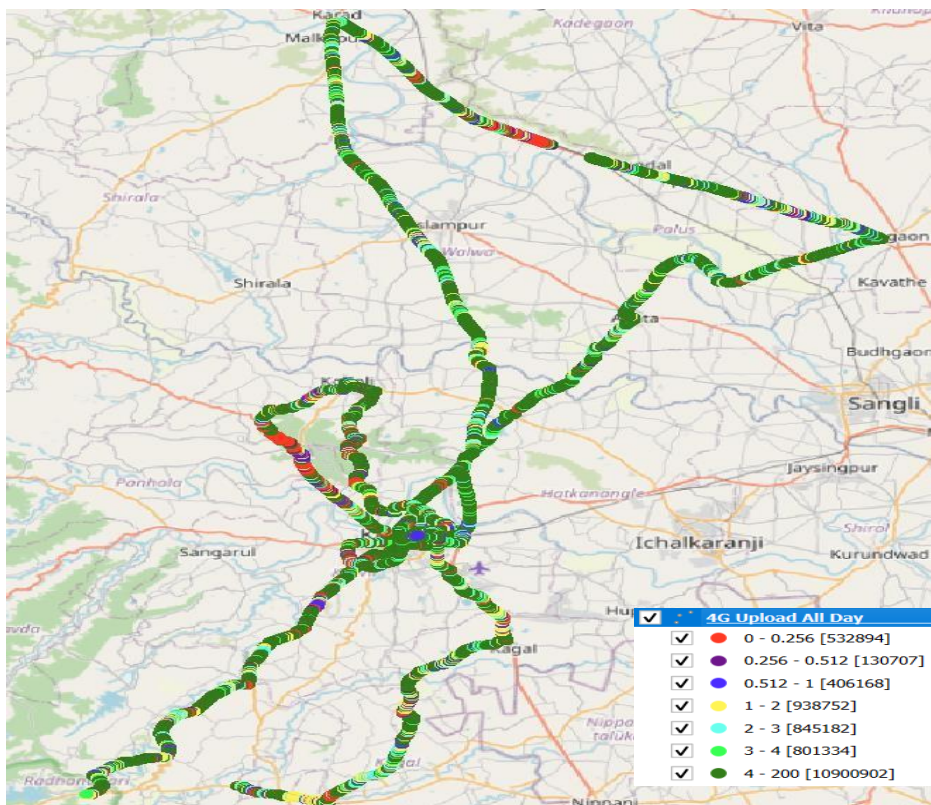 Karad
Kadegaon
Vita
Shirala
Walwa
Palus
Shirala
Kavathe
Budhgaon
Sangli
Jaysingpur
Panhala
Hatkanangle
Shirol
Sangarul
Ichalkaranji
Kurundwad
Kagal
Nippani
4G Upload All Day
0 - 0.256 [532894]
0.256 - 0.512 [130707]
0.512 - 1 [406168]
1 - 2 [938752]
2 - 3 [845182]
3 - 4 [801334]
4 - 200 [10900902]